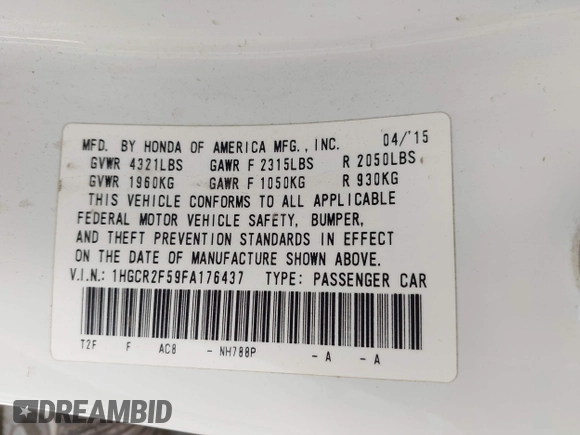 MFD. BY HONDA OF AMERICA MFG., INC. 04/15
GVWR 4321LBS GAWR F 2315LBS R 2050LBS
GVWR 1960KG GAWR F 1050KG R 930KG
THIS VEHICLE CONFORMS TO ALL APPLICABLE
FEDERAL MOTOR VEHICLE SAFETY, BUMPER,
AND THEFT PREVENTION STANDARDS IN EFFECT
ON THE DATE OF MANUFACTURE SHOWN ABOVE.
V.I.N.: 1HGCR2F59FA176437 TYPE: PASSENGER CAR
T2F F AC8 - NH788P - A - A
DREAMBID